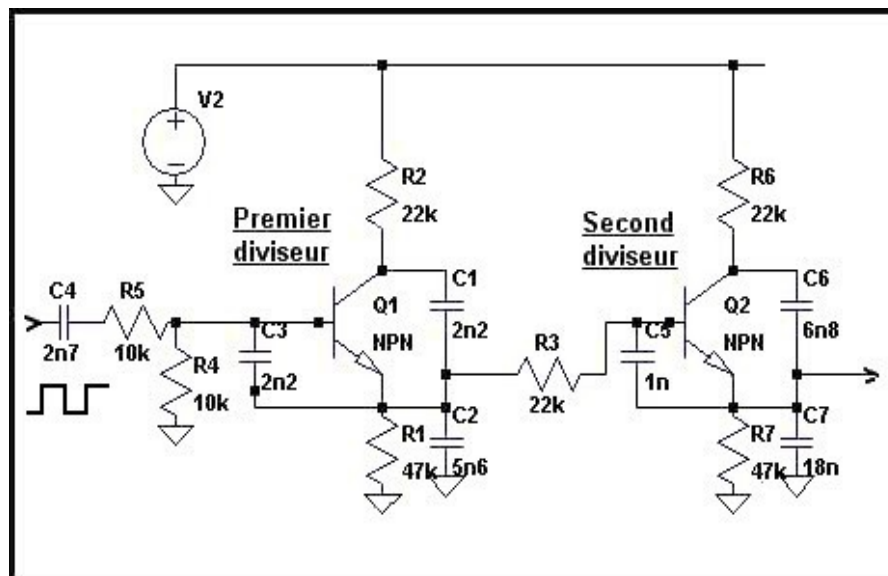 V2
R2
22k
R6
22k
Premier
diviseur
Second
diviseur
C4
2n7
R5
10k
R4
10k
C3
2n2
Q1
NPN
C1
2n2
R3
22k
C5
1n
Q2
NPN
C6
6n8
R1
47k
C2
5n6
R7
47k
C7
18n